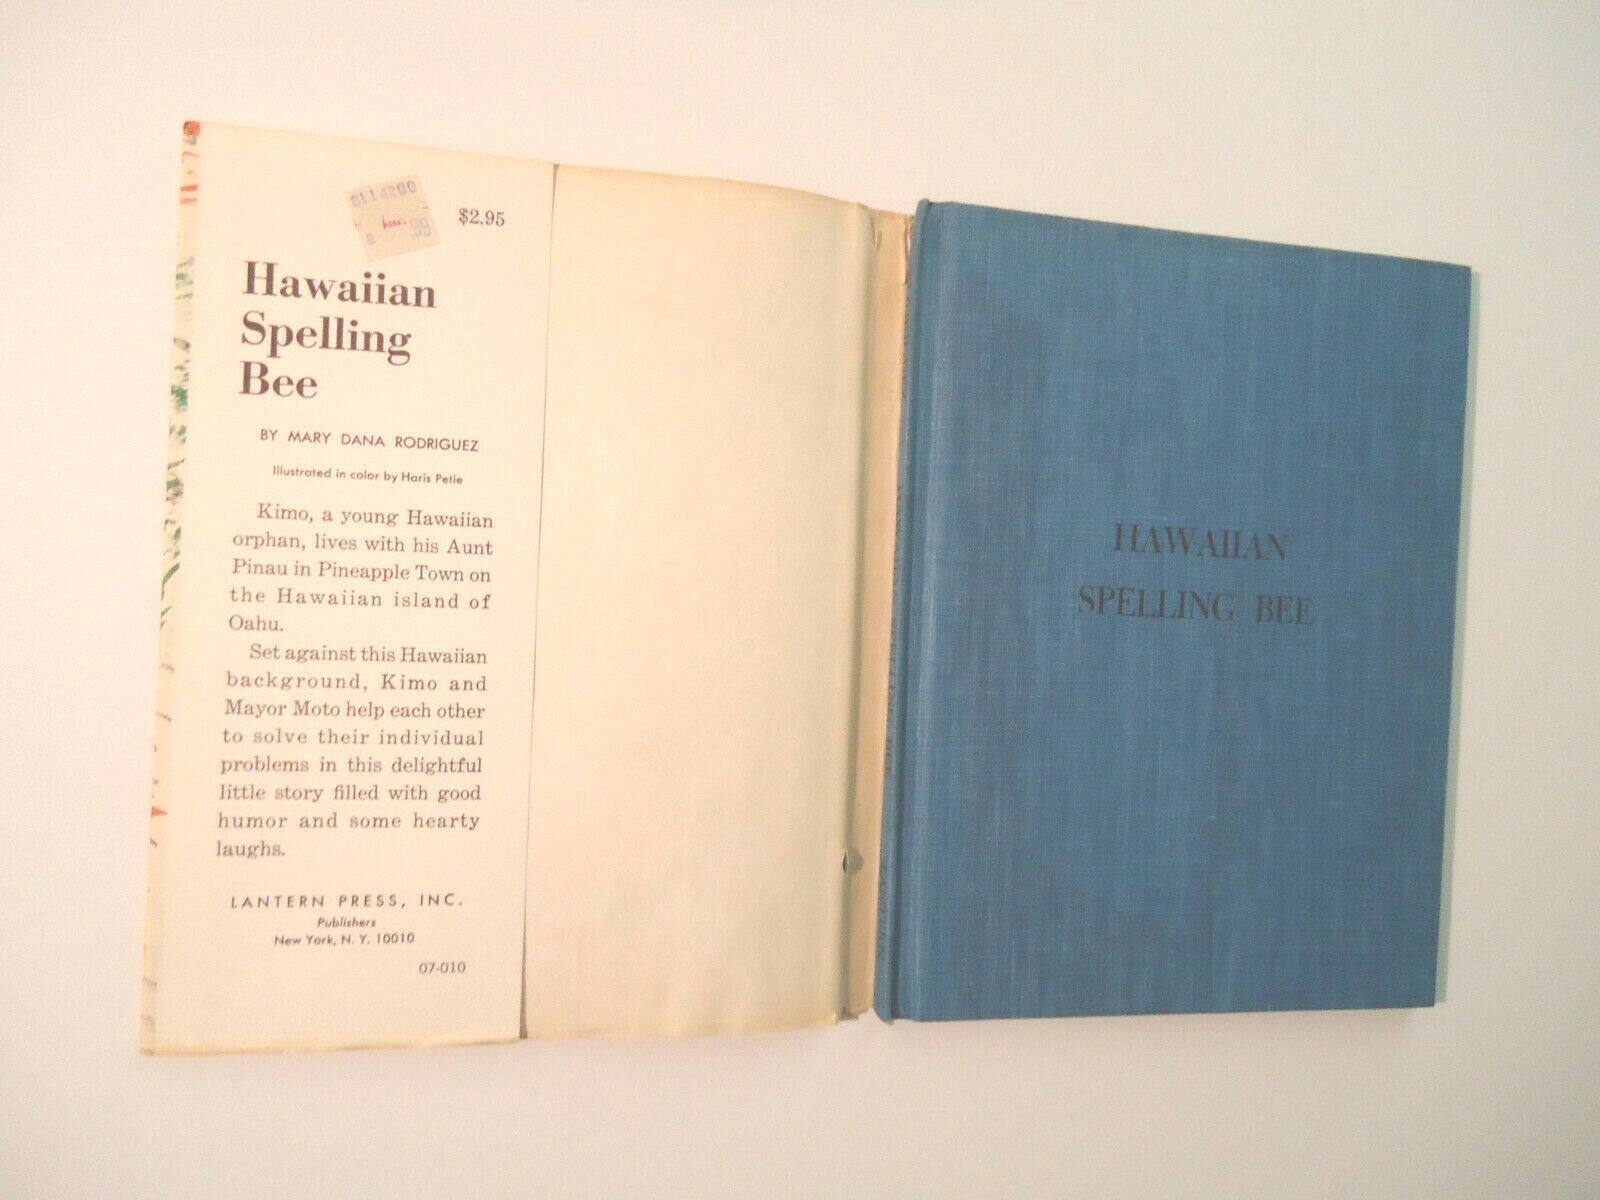 $2.95
Hawaiian
Spelling
Bee
BY MARY DANA RODRIGUEZ
Illustrated in color by Haris Petie
Kimo, a young Hawaiian
orphan, lives with his Aunt
Pinau in Pineapple Town on
the Hawaiian island of
Oahu.
Set against this Hawaiian
background, Kimo and
Mayor Moto help each other
to solve their individual
problems in this delightful
little story filled with good
humor and some hearty
laughs.
LANTERN PRESS, INC.
Publishers
New York, N. Y. 10010
07-010
HAWAIIAN
SPELLING BEE